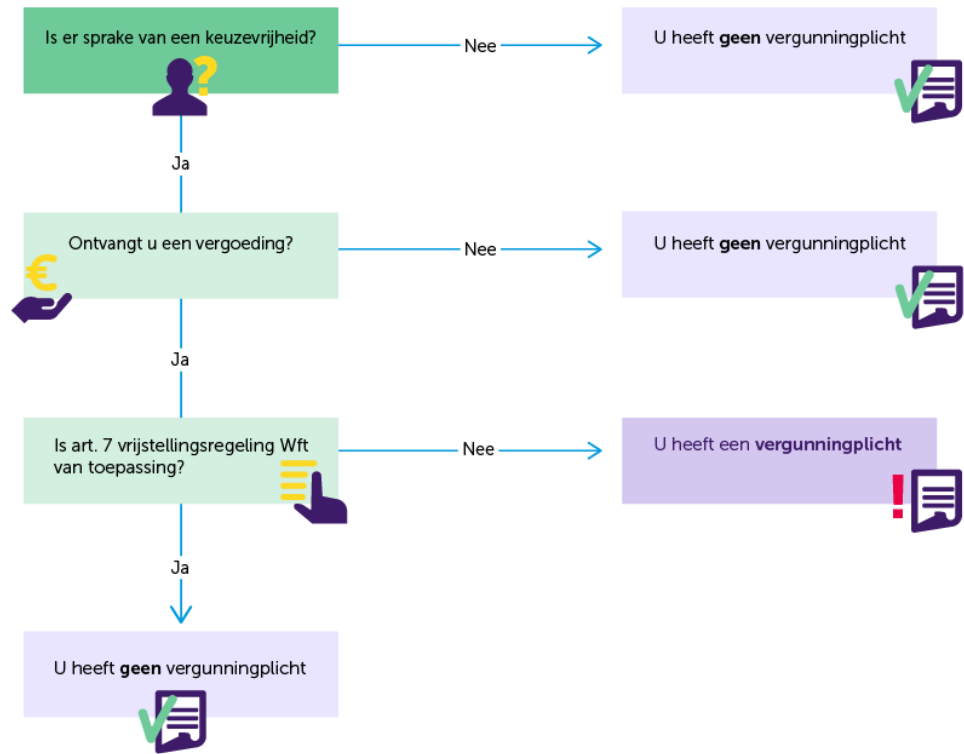 Is er sprake van een keuzevrijheid?
Nee
U heeft geen vergunningplicht
Ja
Ontvangt u een vergoeding?
Nee
U heeft geen vergunningplicht
Ja
Is art. 7 vrijstellingsregeling Wft
van toepassing?
Nee
U heeft een vergunningplicht
Ja
U heeft geen vergunningplicht